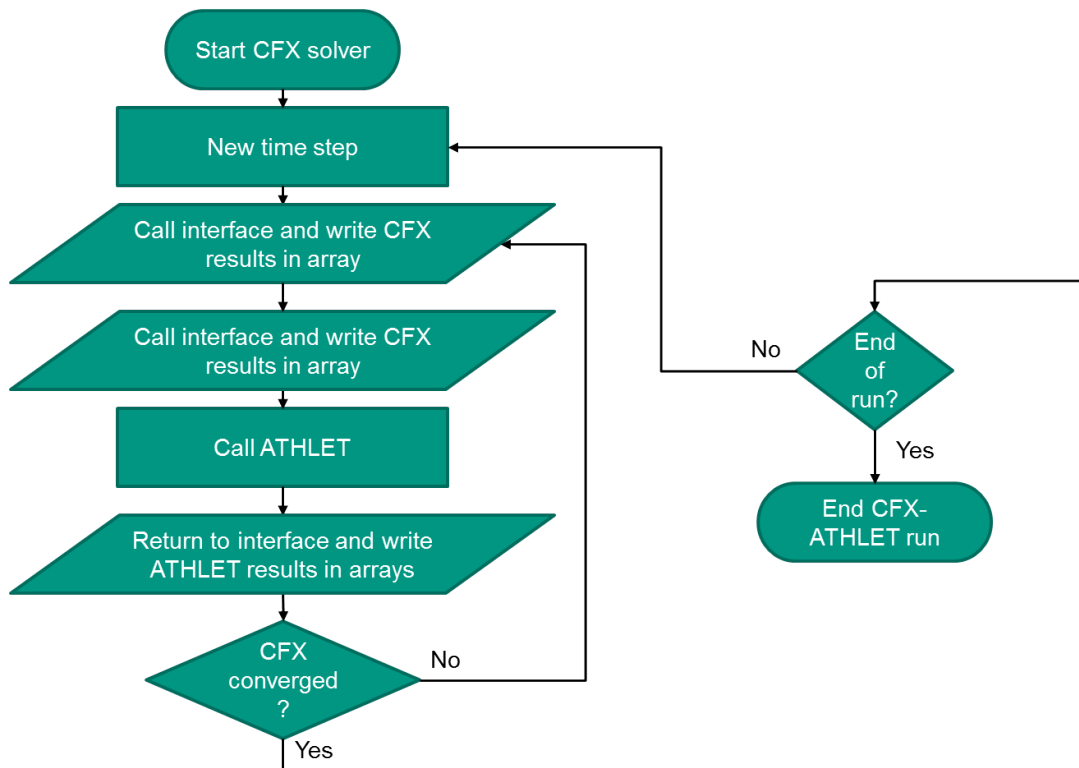 Start CFX solver
New time step
Call interface and write CFX
results in array
Call interface and write CFX
results in array
Call ATHLET
Return to interface and write
ATHLET results in arrays
CFX
converged
?
No
Yes
End
of
run?
No
Yes
End CFX-
ATHLET run